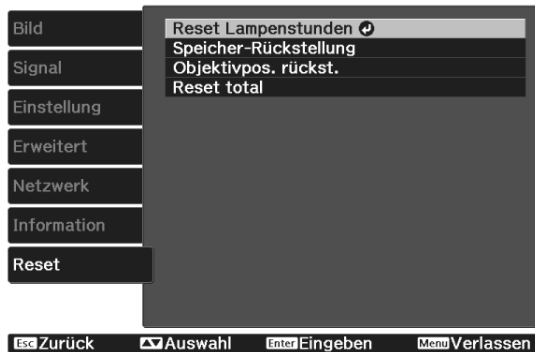 Bild
Signal
Einstellung
Erweitert
Netzwerk
Information
Reset
Reset Lampenstunden
Speicher-Rückstellung
Objektivpos. rückst.
Reset total
Esc Zurück Auswahl Enter Eingeben Menu Verlassen